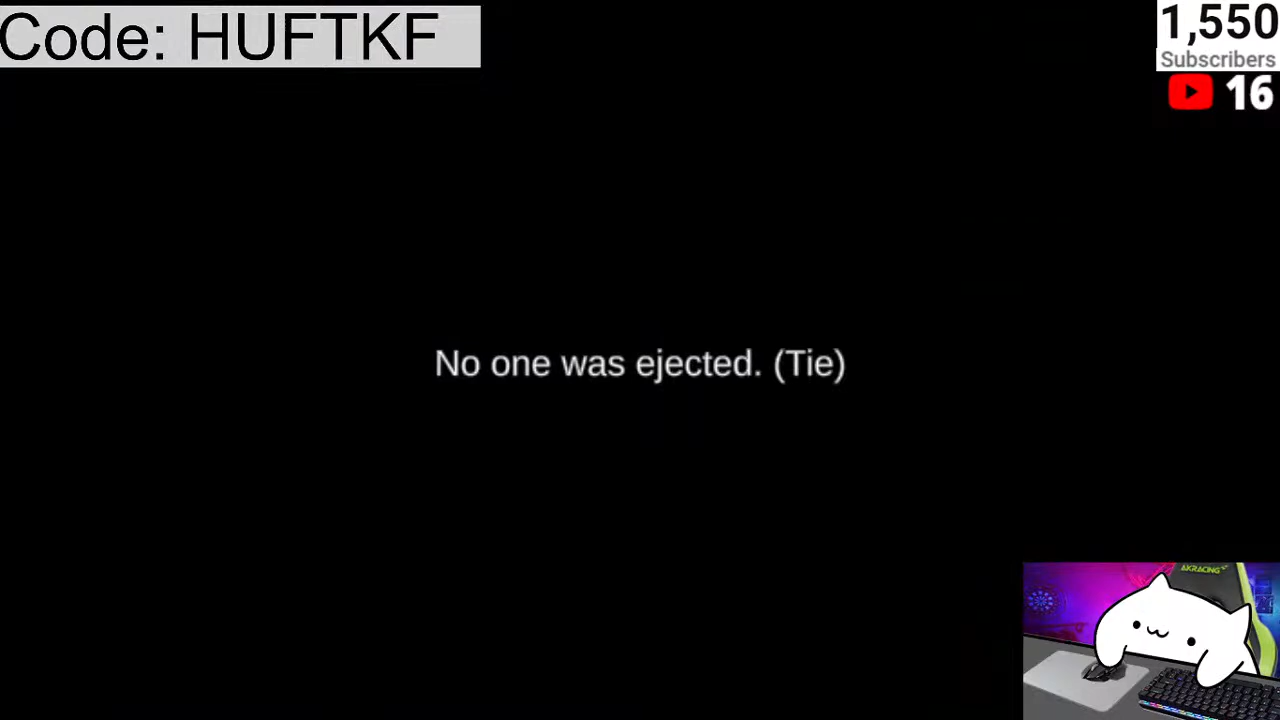 Code: HUFTKF
1,550
Subscribers
16
No one was ejected. (Tie)
AKRACING